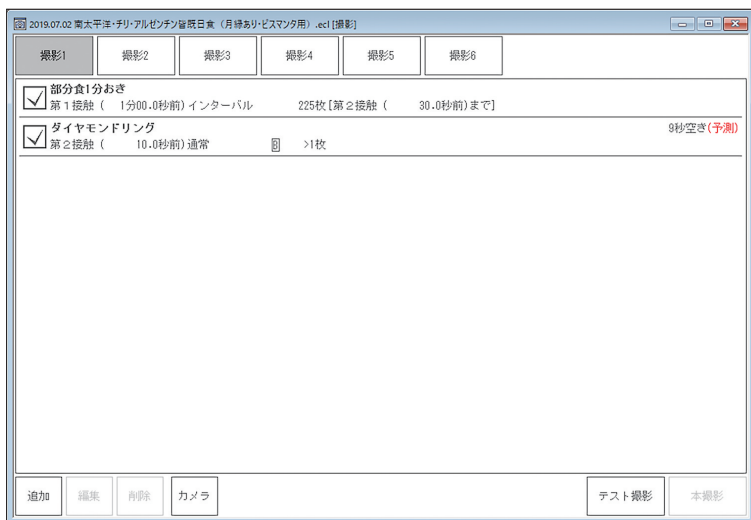 2019.07.02 南太平洋・チリ・アルゼンチン皆既日食（月縁あり・ビスマンタ用）.ecl [撮影]
撮影1 撮影2 撮影3 撮影4 撮影5 撮影6
部分食1分おき
第1接触 ( 1分00.0秒前) インターバル 225枚 [第2接触 ( 30.0秒前)まで]
ダイヤモンドリング 9秒空き(予測)
第2接触 ( 10.0秒前) 通常 B >1枚
追加 編集 削除 カメラ テスト撮影 本撮影